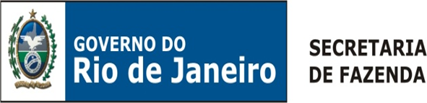 GOVERNO DO
Rio de Janeiro
SECRETARIA
DE FAZENDA